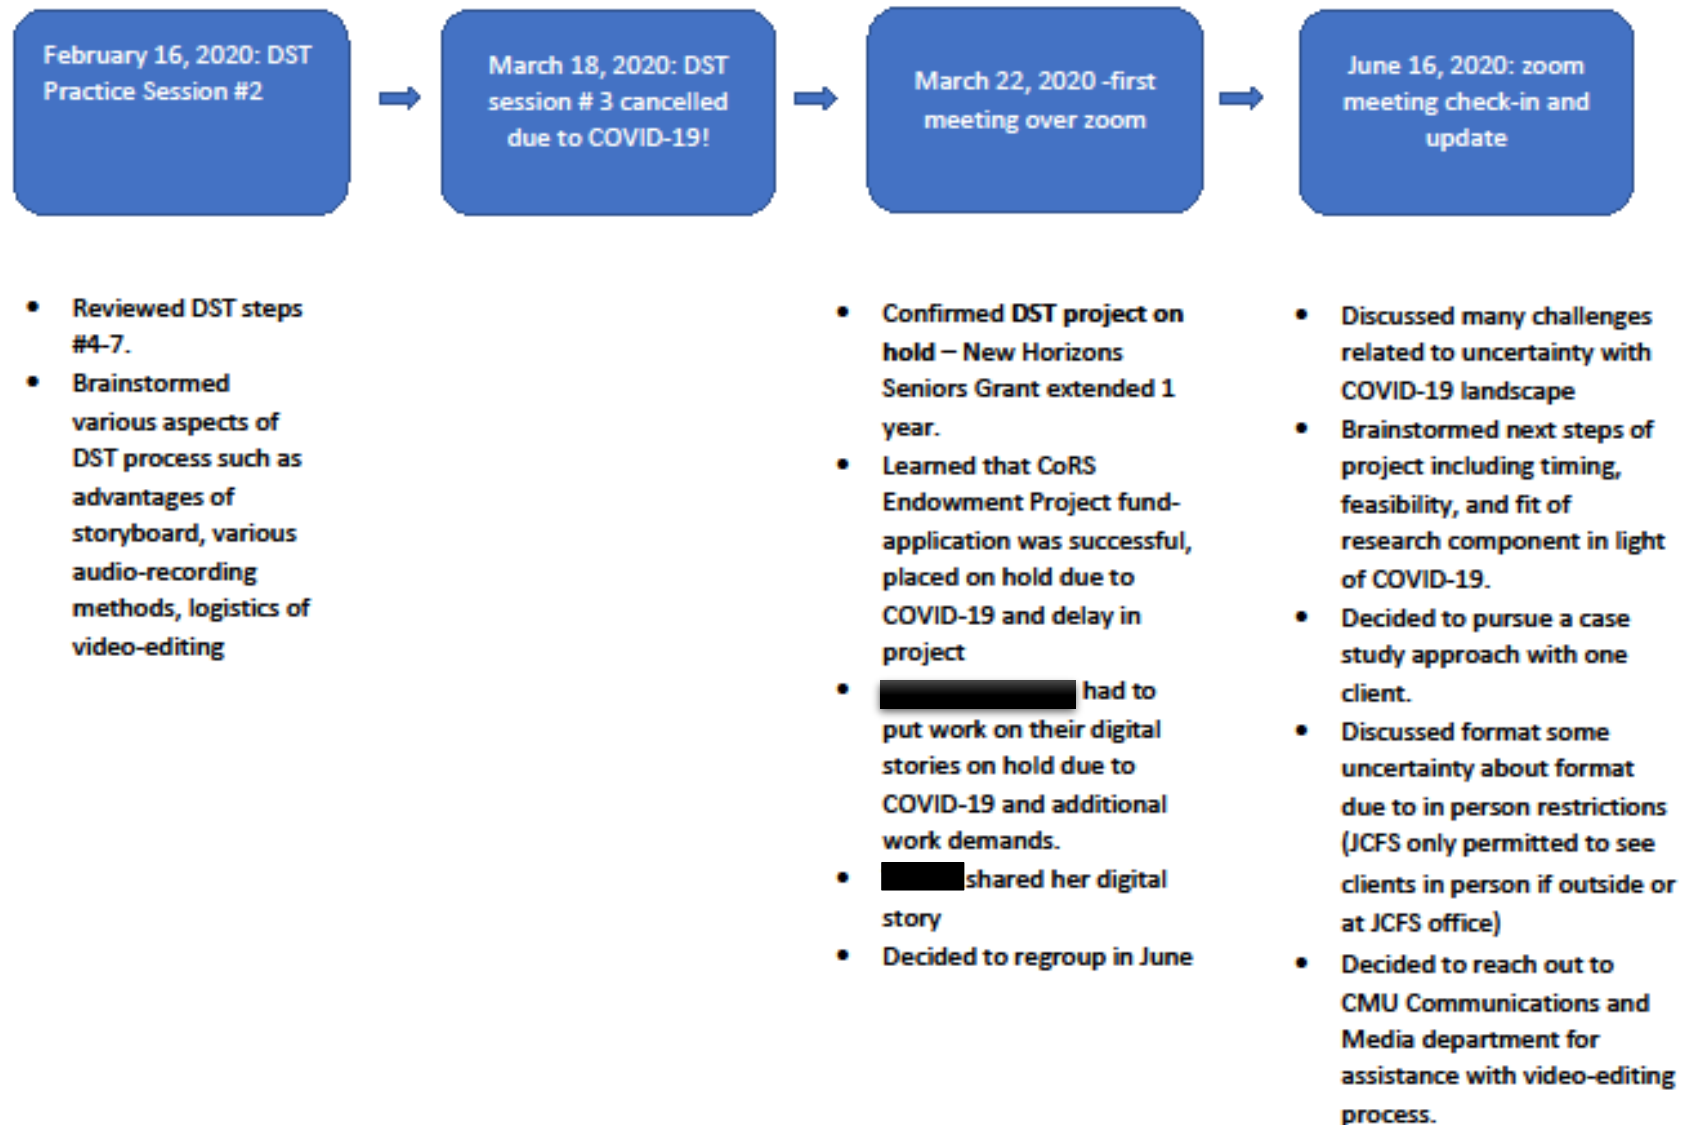 February 16, 2020: DST
Practice Session #2
March 18, 2020: DST
session # 3 cancelled
due to COVID-19!
March 22, 2020 -first
meeting over zoom
June 16, 2020: zoom
meeting check-in and
update
• Reviewed DST steps
#4-7.
• Brainstormed
various aspects of
DST process such as
advantages of
storyboard, various
audio-recording
methods, logistics of
video-editing
• Confirmed DST project on
hold – New Horizons
Seniors Grant extended 1
year.
• Learned that CoRS
Endowment Project fund-
application was successful,
placed on hold due to
COVID-19 and delay in
project
• had to
put work on their digital
stories on hold due to
COVID-19 and additional
work demands.
• shared her digital
story
• Decided to regroup in June
• Discussed many challenges
related to uncertainty with
COVID-19 landscape
• Brainstormed next steps of
project including timing,
feasibility, and fit of
research component in light
of COVID-19.
• Decided to pursue a case
study approach with one
client.
• Discussed format some
uncertainty about format
due to in person restrictions
(JCFS only permitted to see
clients in person if outside or
at JCFS office)
• Decided to reach out to
CMU Communications and
Media department for
assistance with video-editing
process.